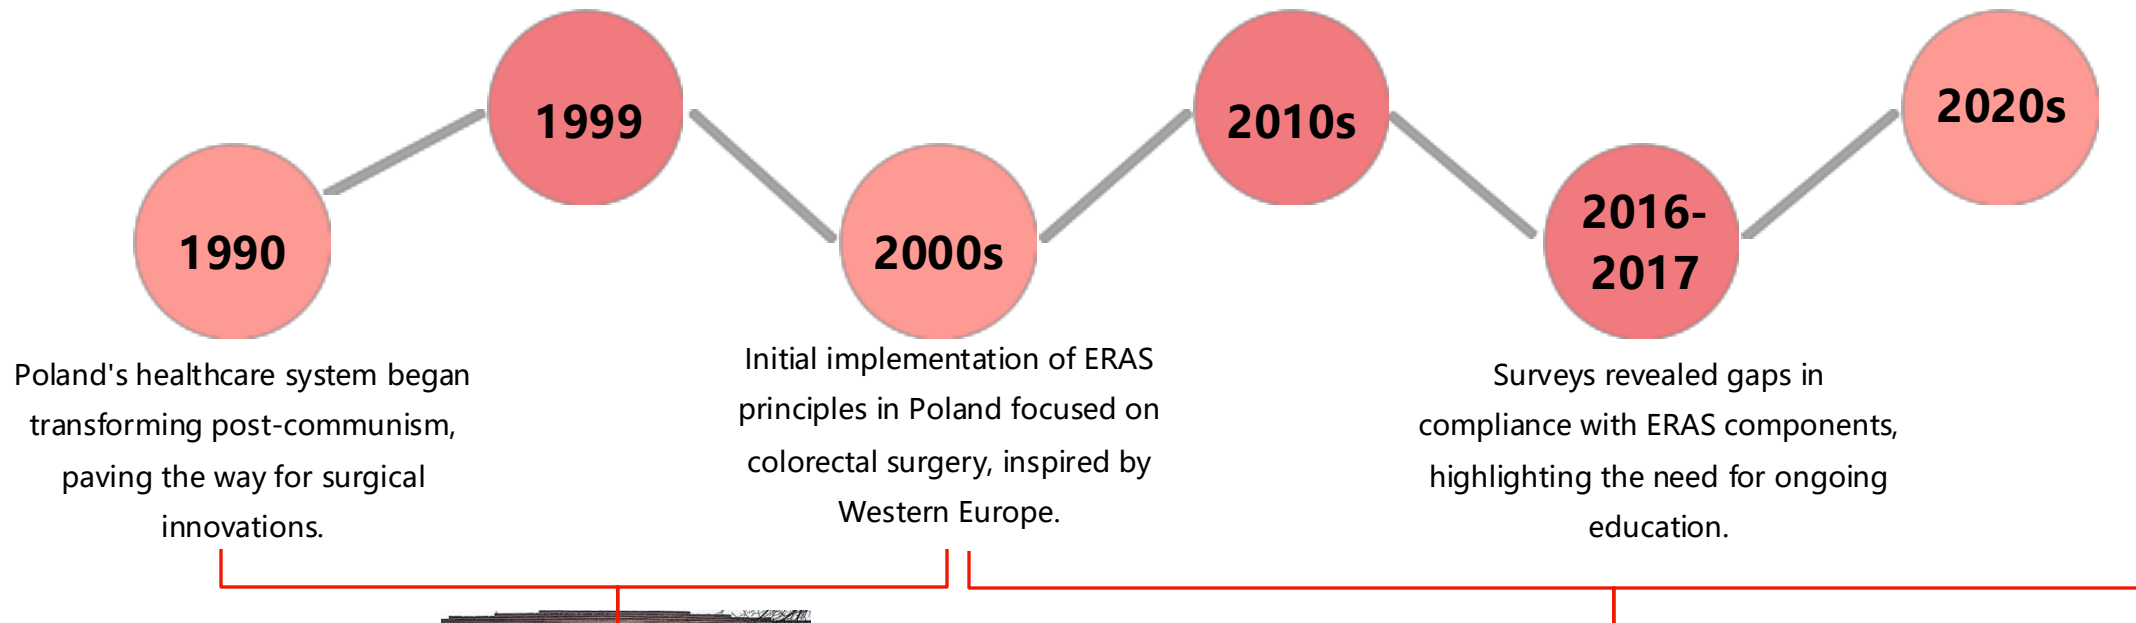 1990
1999
2000s
2010s
2016-
2017
2020s
Poland's healthcare system began
transforming post-communism,
paving the way for surgical
innovations.
Initial implementation of ERAS
principles in Poland focused on
colorectal surgery, inspired by
Western Europe.
Surveys revealed gaps in
compliance with ERAS components,
highlighting the need for ongoing
education.